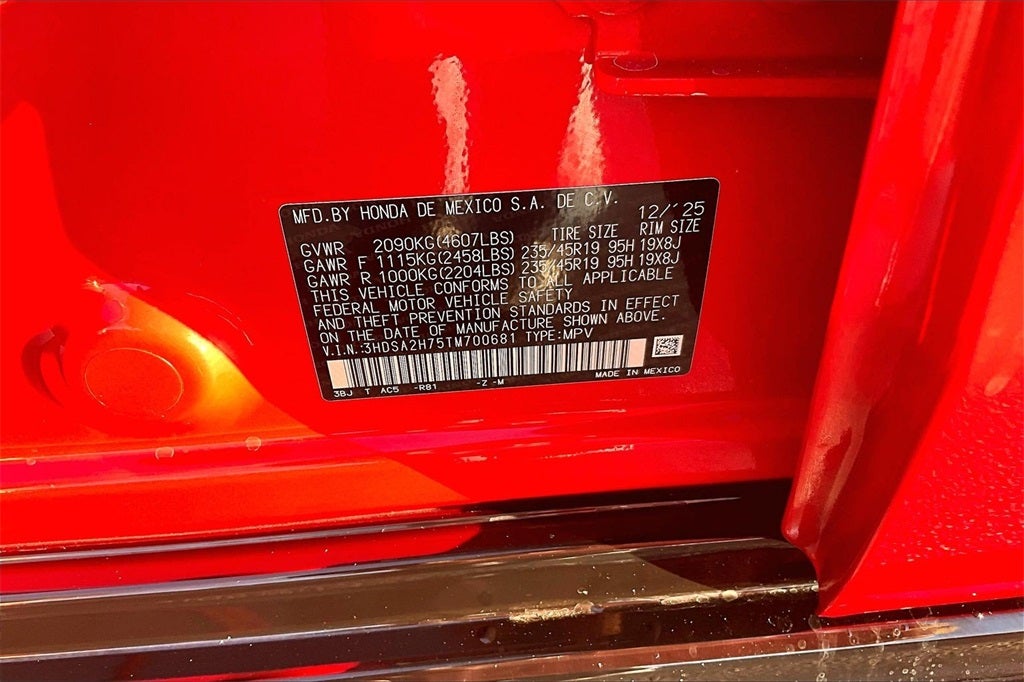 MFD.BY HONDA DE MEXICO S.A. DE C.V. 12/'25
TIRE SIZE RIM SIZE
GVWR 2090KG(4607LBS)
GAWR F 1115KG(2458LBS) 235/45R19 95H 19X8J
GAWR R 1000KG(2204LBS) 235/45R19 95H 19X8J
THIS VEHICLE CONFORMS TO ALL APPLICABLE
FEDERAL MOTOR VEHICLE SAFETY
AND THEFT PREVENTION STANDARDS IN EFFECT
ON THE DATE OF MANUFACTURE SHOWN ABOVE.
V.I.N.:3HDSA2H75TM700681 TYPE:MPV
3BJ T AC5 -R81 -Z -M MADE IN MEXICO